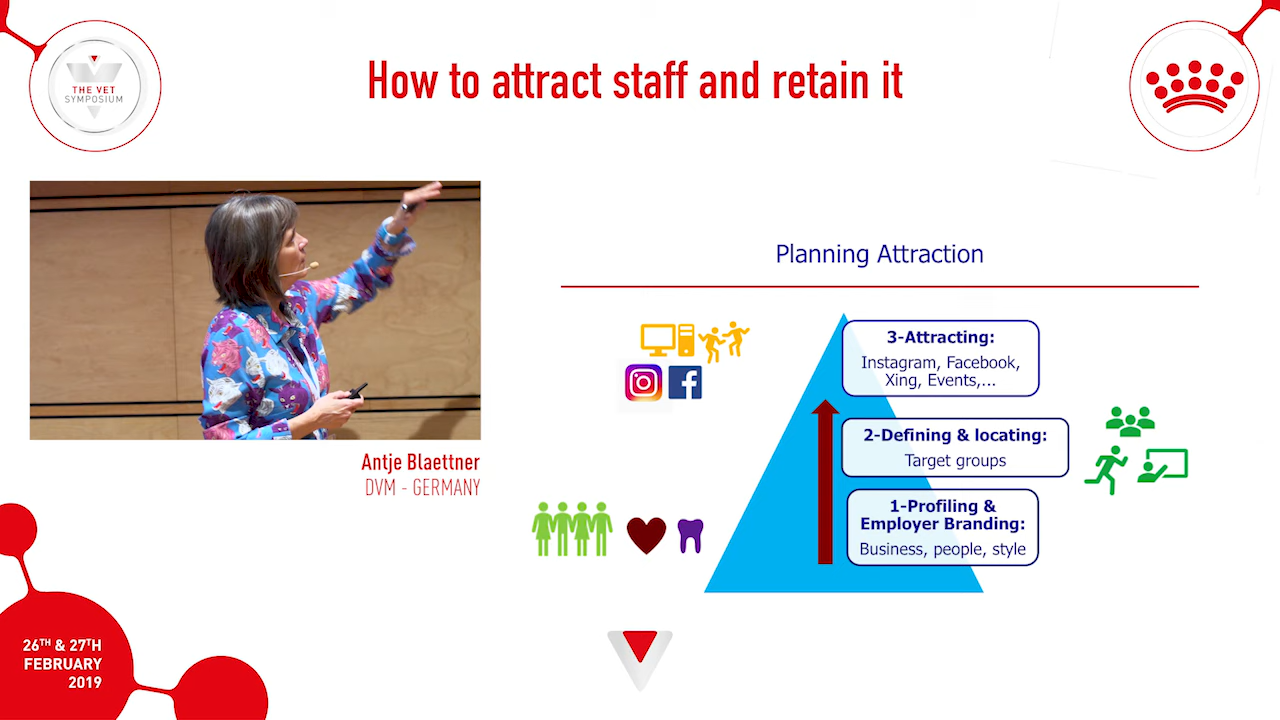 THE VET
SYMPOSIUM
How to attract staff and retain it
Antje Blaettner
DVM - GERMANY
Planning Attraction
3-Attracting:
Instagram, Facebook,
Xing, Events,...
2-Defining & locating:
Target groups
1-Profiling &
Employer Branding:
Business, people, style
26TH & 27TH
FEBRUARY
2019